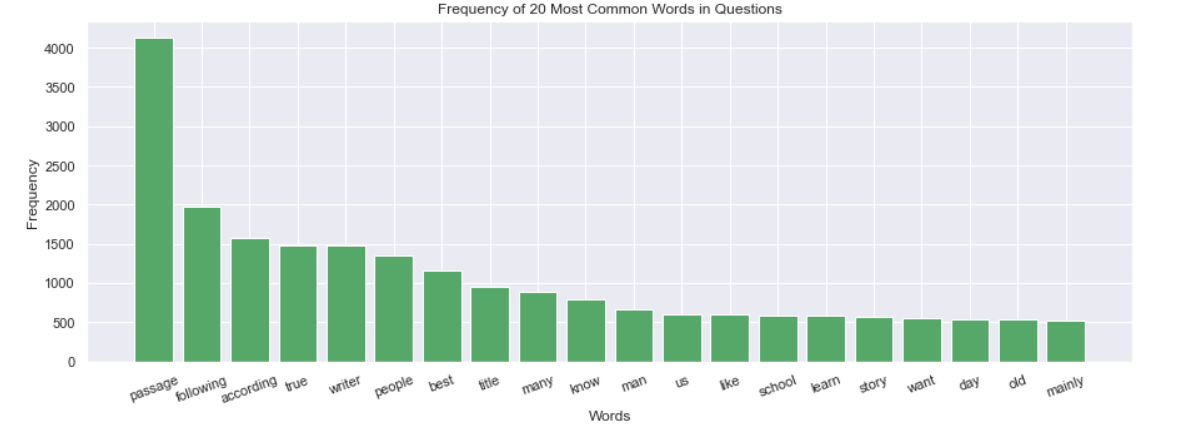 Frequency of 20 Most Common Words in Questions
4000
3500
3000
2500
2000
1500
1000
500
0
Frequency
passage following according true writer people best title many know man us like school learn story want day old mainly
Words